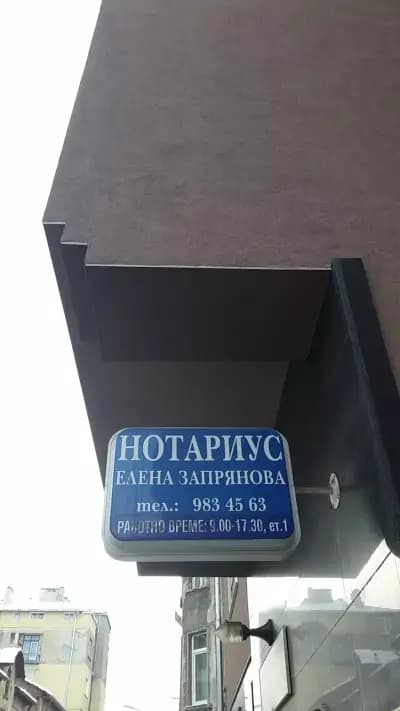 НОТАРИУС
ЕЛЕНА ЗАПРЯНОВА
тел.: 983 45 63
РАБОТНО ВРЕМЕ: 9.00-17.30, ет.1